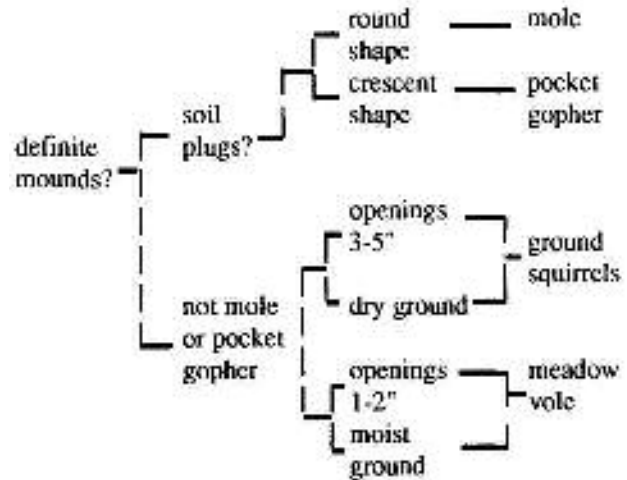 round
shape
mole
crescent
shape
pocket
gopher
soil
plugs?
definite
mounds?
openings
3-5"
ground
squirrels
dry ground
not mole
or pocket
gopher
openings
1-2"
meadow
vole
moist
ground